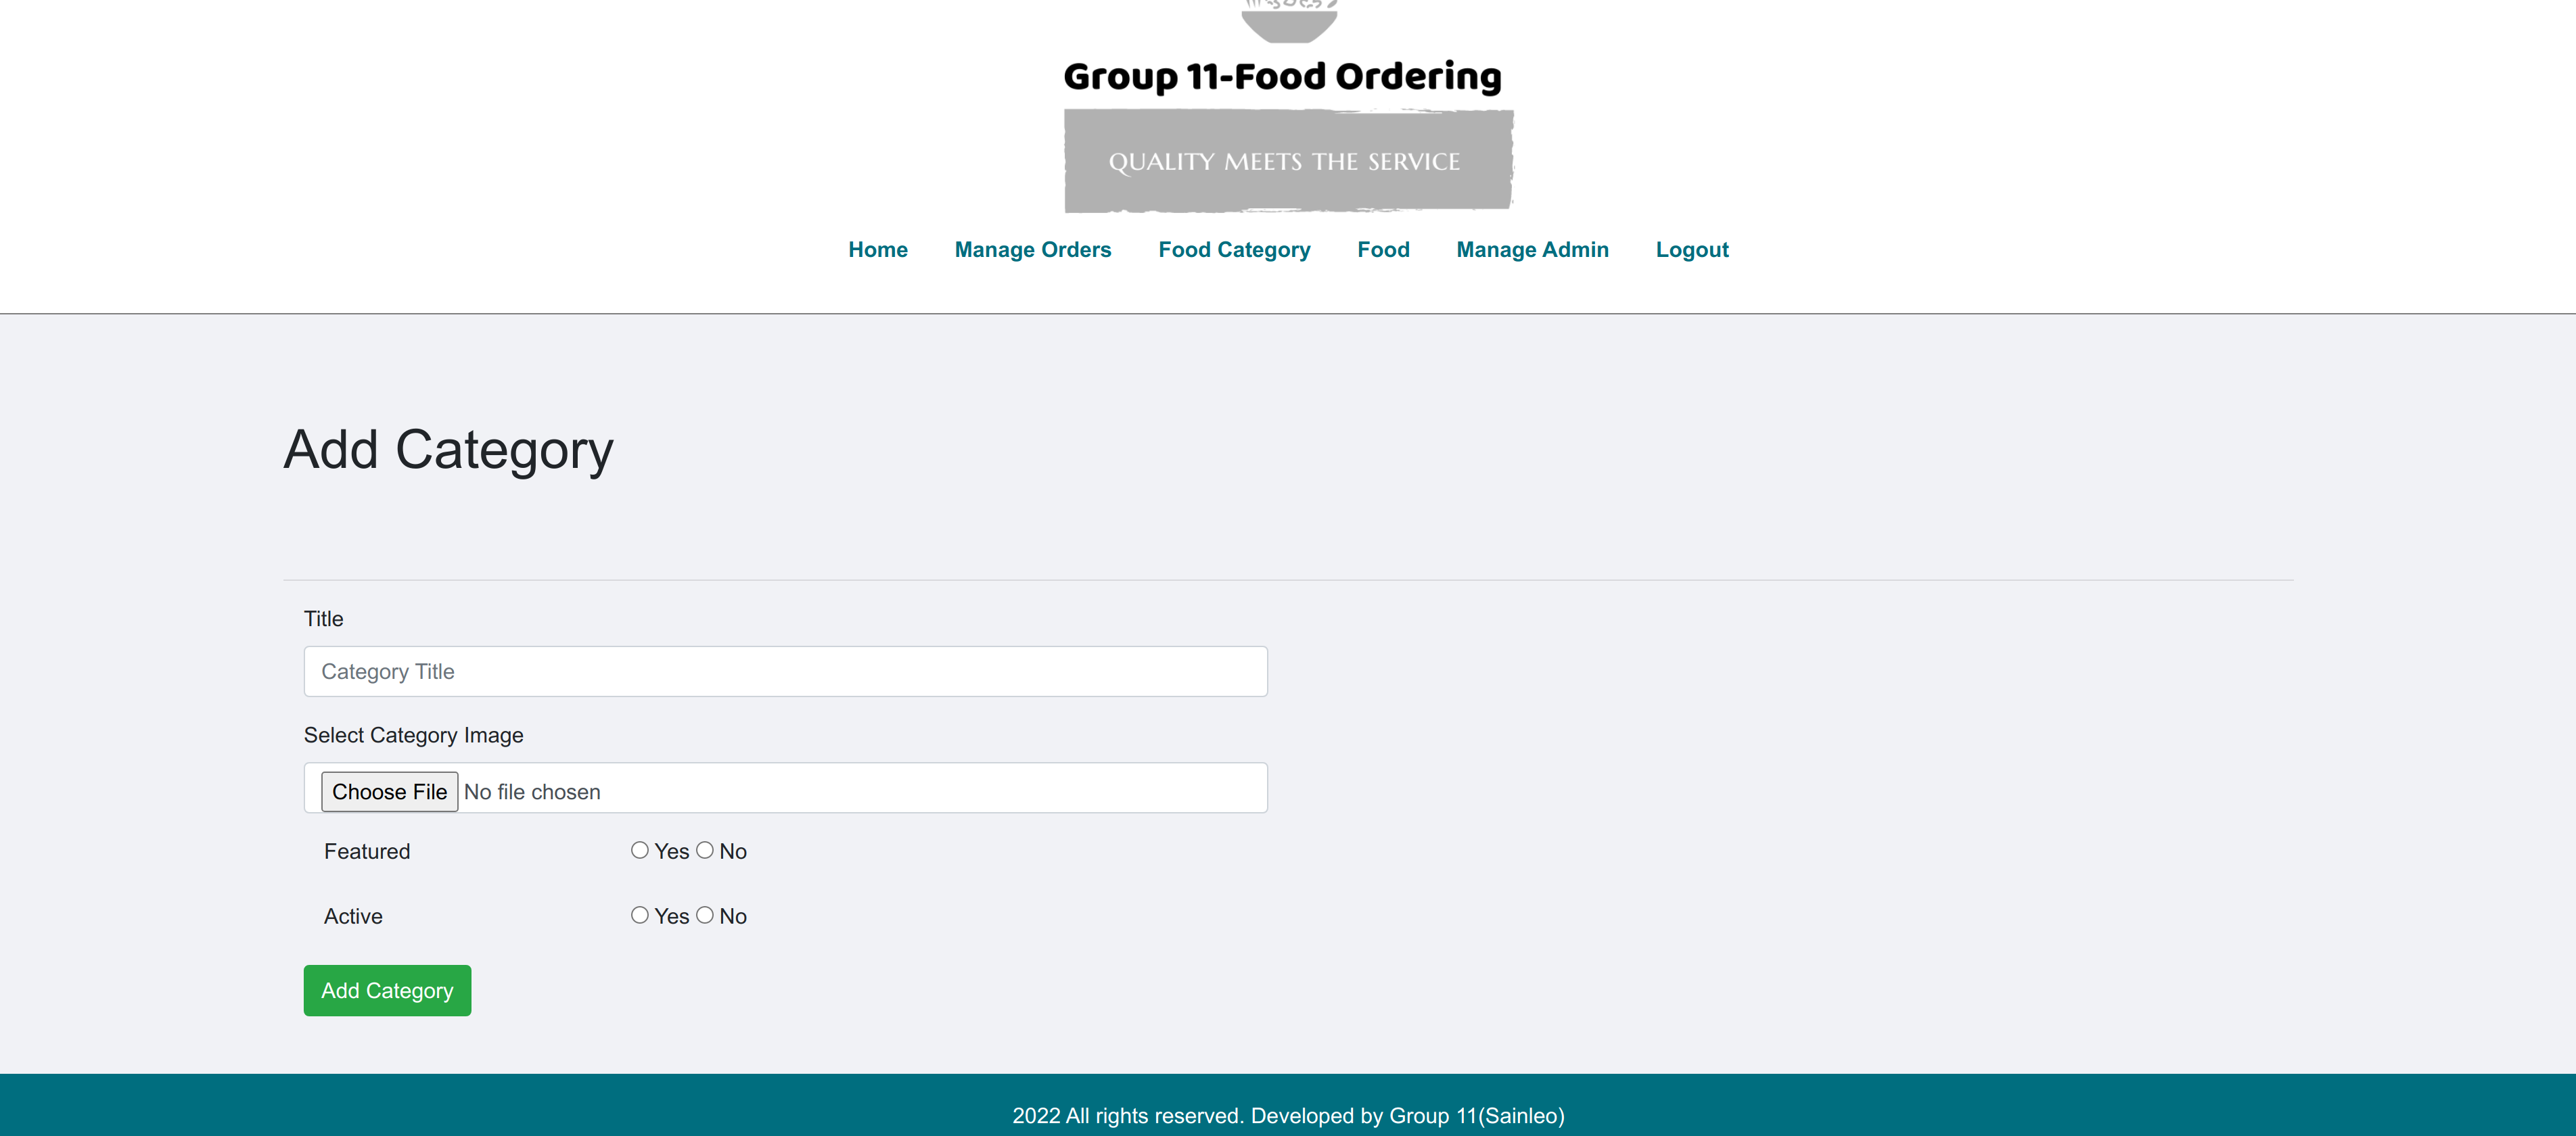 Group 11-Food Ordering
QUALITY MEETS THE SERVICE
Home Manage Orders Food Category Food Manage Admin Logout
Add Category
Title
Category Title
Select Category Image
Choose File No file chosen
Featured Yes No
Active Yes No
Add Category
2022 All rights reserved. Developed by Group 11(Sainleo)